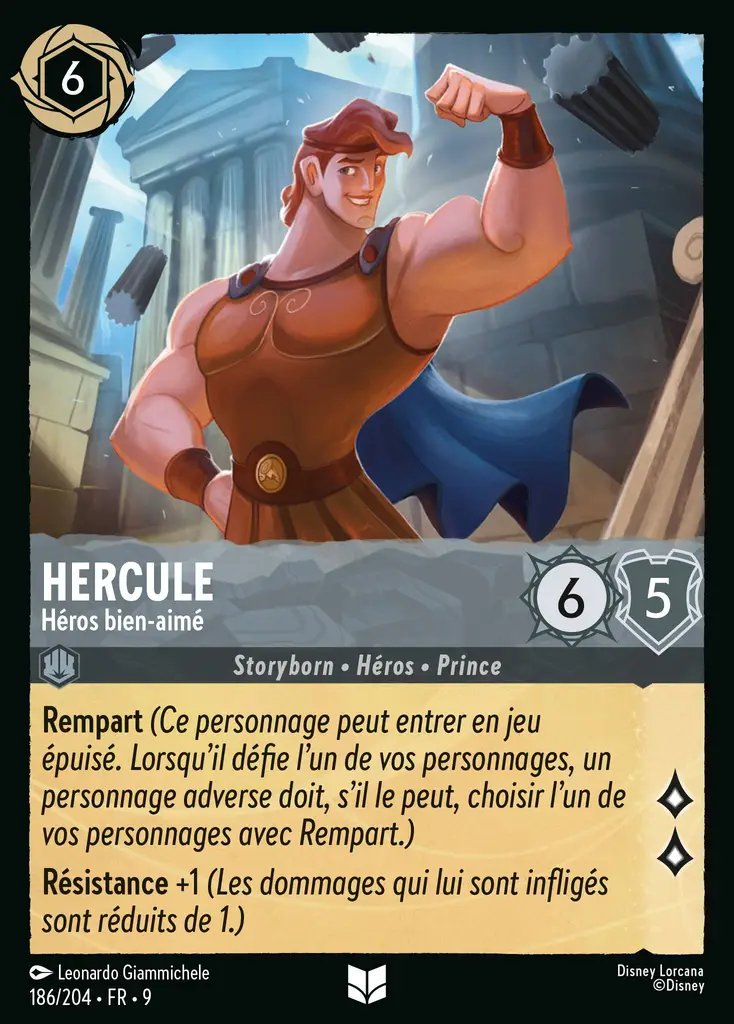 6
HERCULE
Héros bien-aimé
6
5
Storyborn • Héros • Prince
Rempart (Ce personnage peut entrer en jeu
épuisé. Lorsqu'il défie l'un de vos personnages, un
personnage adverse doit, s'il le peut, choisir l'un de
vos personnages avec Rempart.)
Résistance +1 (Les dommages qui lui sont infligés
sont réduits de 1.)
Leonardo Giammichele
186/204 • FR • 9
Disney Lorcana
©Disney